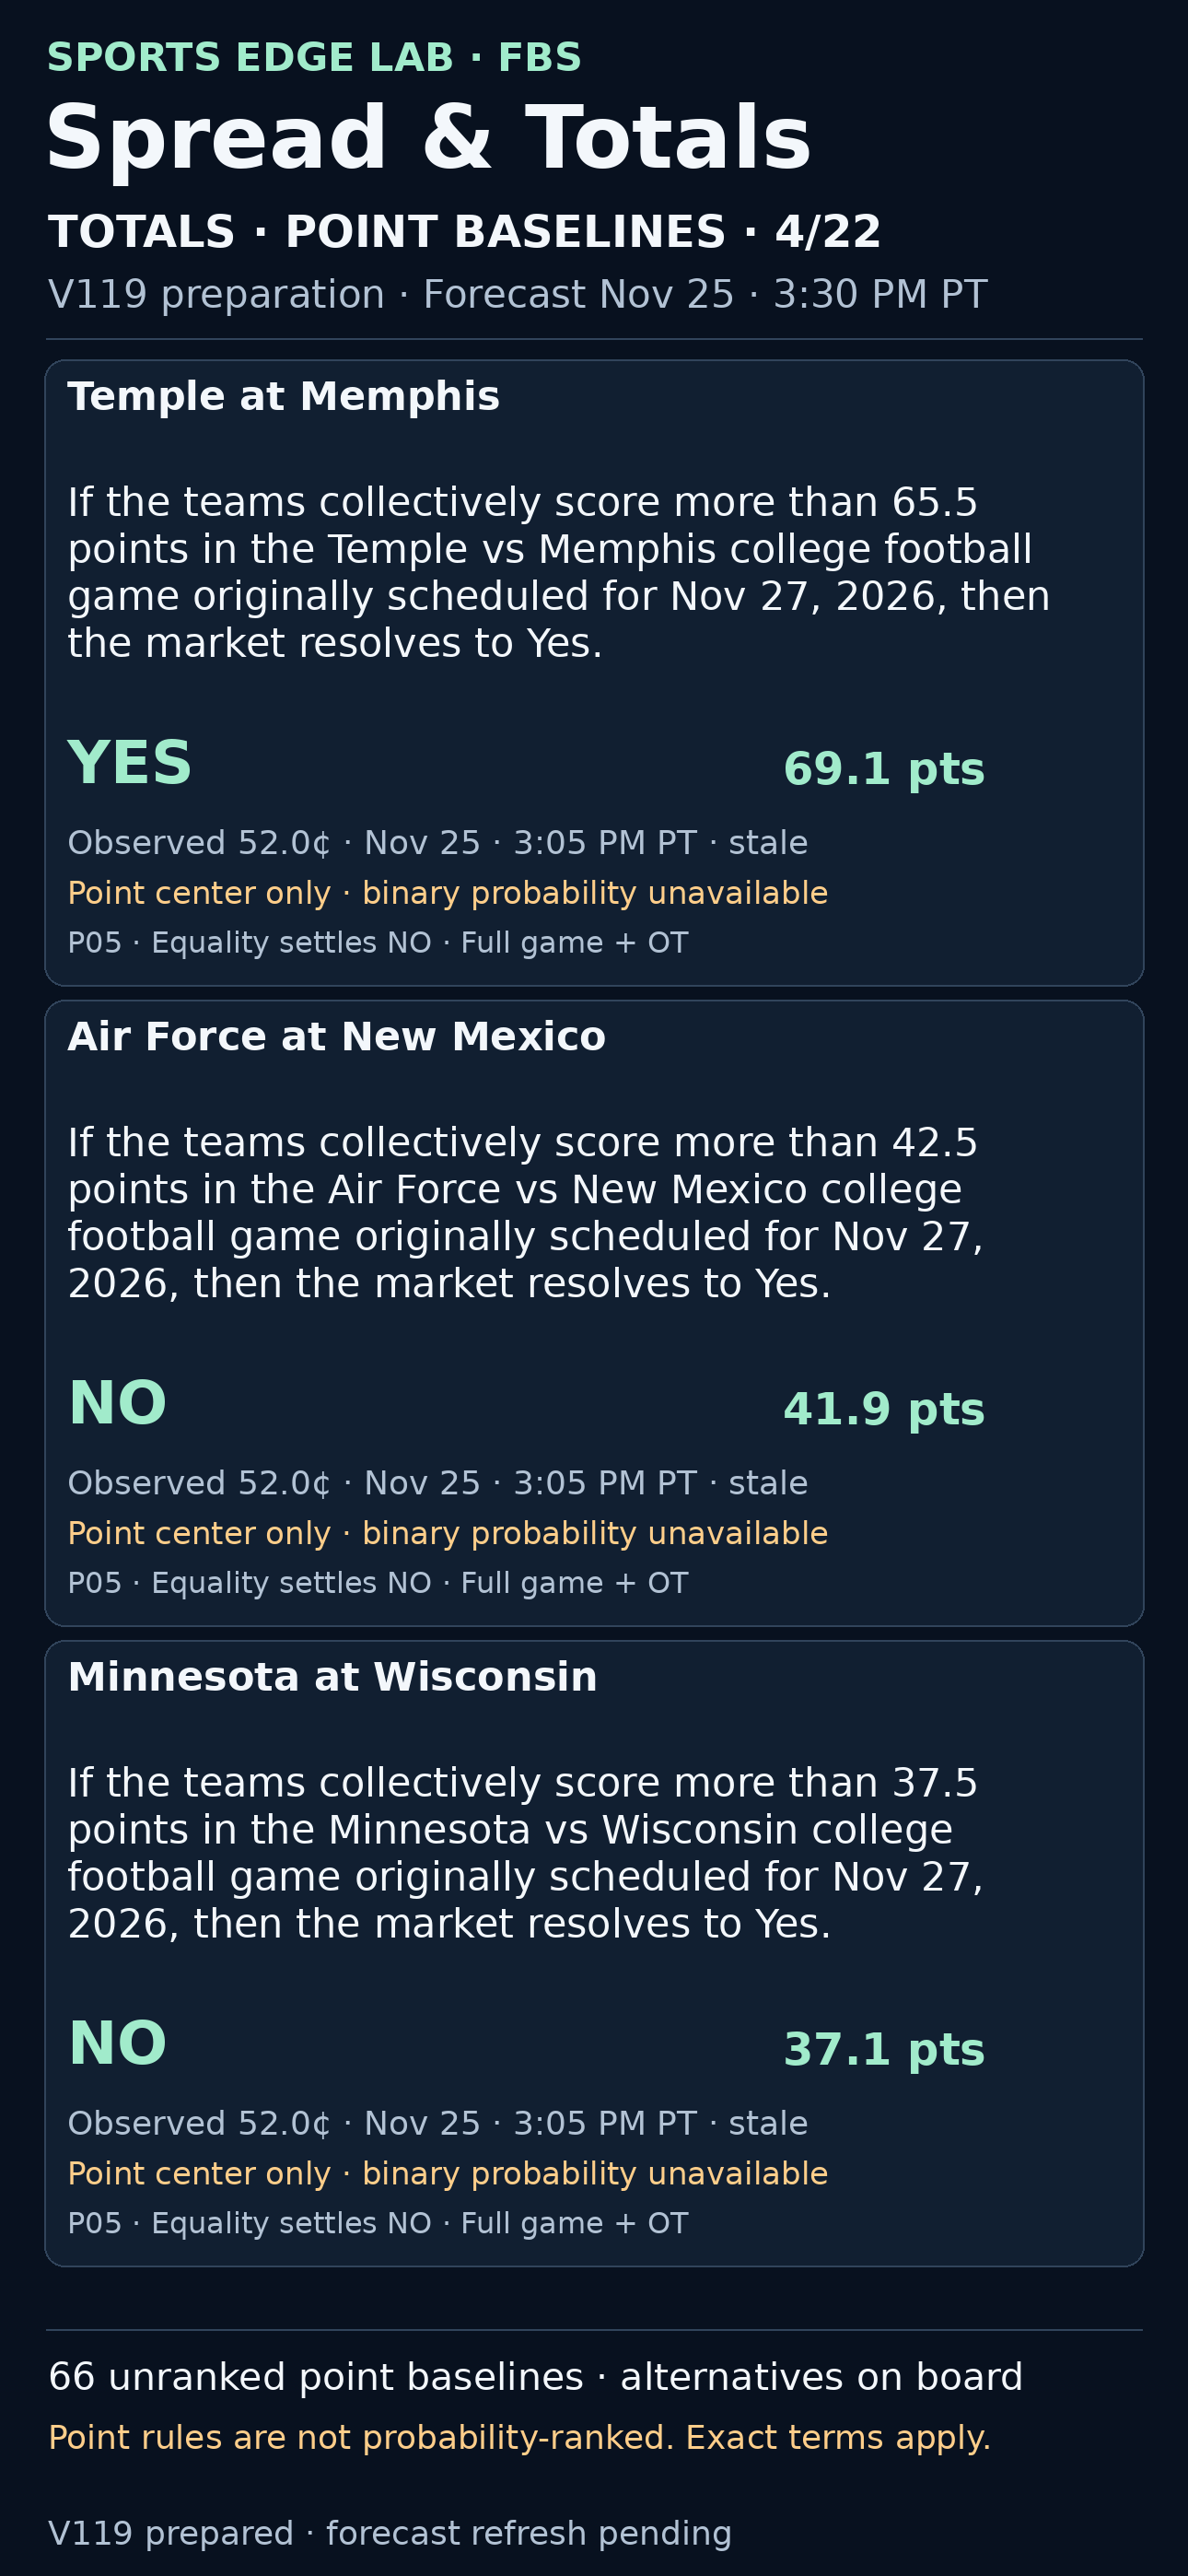 SPORTS EDGE LAB · FBS
Spread & Totals
TOTALS · POINT BASELINES · 4/22
V119 preparation · Forecast Nov 25 · 3:30 PM PT
Temple at Memphis
If the teams collectively score more than 65.5
points in the Temple vs Memphis college football
game originally scheduled for Nov 27, 2026, then
the market resolves to Yes.
YES 69.1 pts
Observed 52.0¢ · Nov 25 · 3:05 PM PT · stale
Point center only · binary probability unavailable
P05 · Equality settles NO · Full game + OT
Air Force at New Mexico
If the teams collectively score more than 42.5
points in the Air Force vs New Mexico college
football game originally scheduled for Nov 27,
2026, then the market resolves to Yes.
NO 41.9 pts
Observed 52.0¢ · Nov 25 · 3:05 PM PT · stale
Point center only · binary probability unavailable
P05 · Equality settles NO · Full game + OT
Minnesota at Wisconsin
If the teams collectively score more than 37.5
points in the Minnesota vs Wisconsin college
football game originally scheduled for Nov 27,
2026, then the market resolves to Yes.
NO 37.1 pts
Observed 52.0¢ · Nov 25 · 3:05 PM PT · stale
Point center only · binary probability unavailable
P05 · Equality settles NO · Full game + OT
66 unranked point baselines · alternatives on board
Point rules are not probability-ranked. Exact terms apply.
V119 prepared · forecast refresh pending